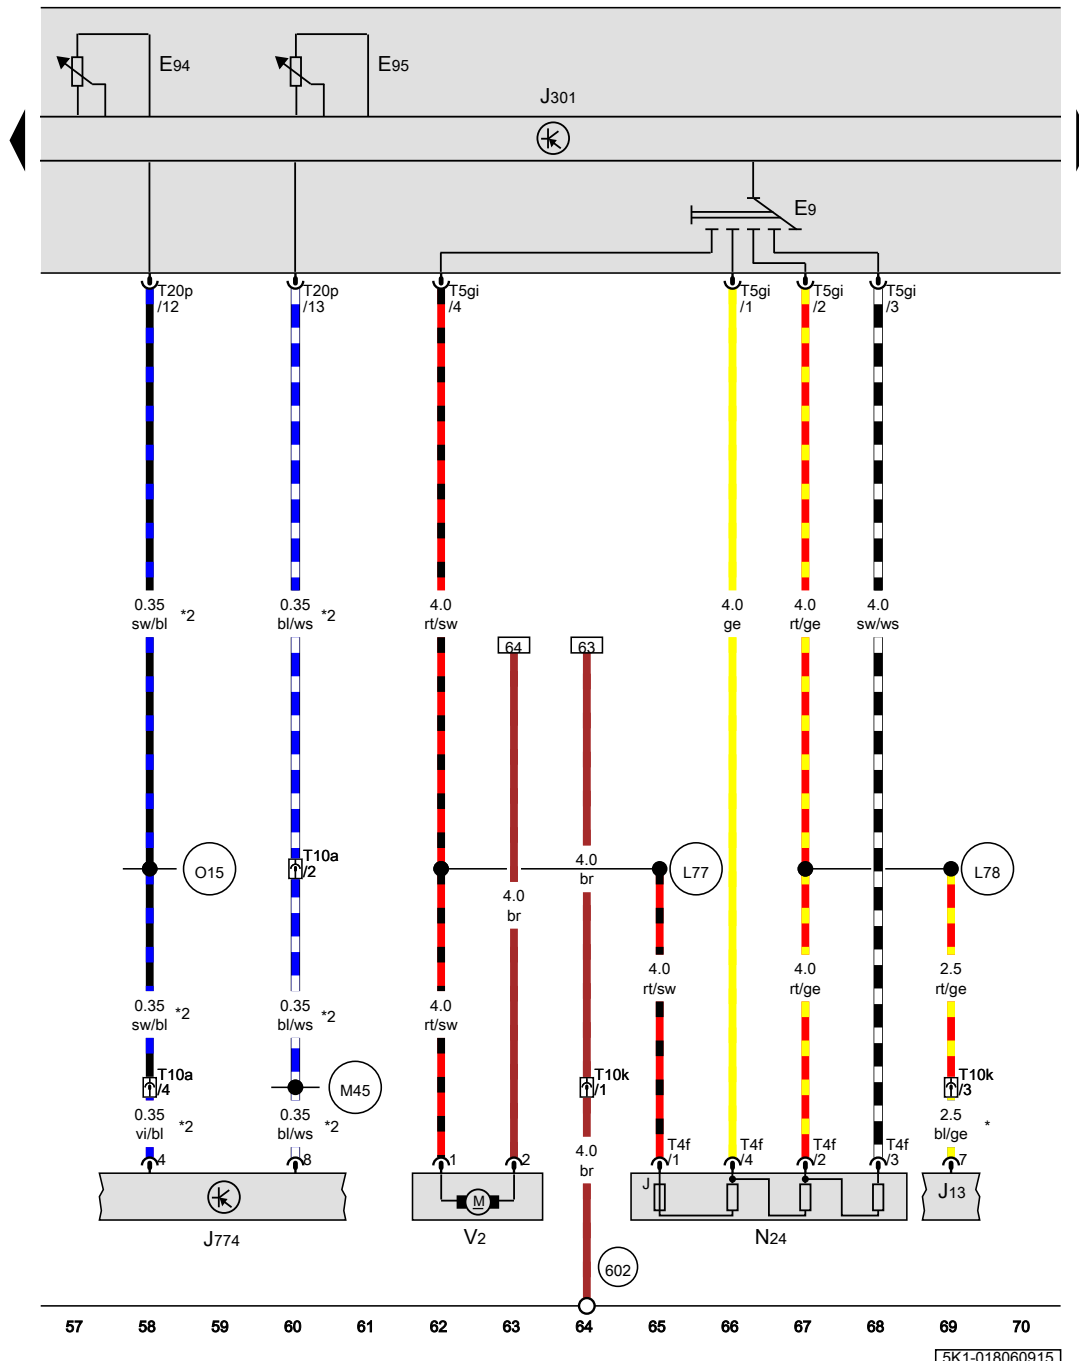 E94
E95
J301
E9
T20p
/12
T20p
/13
T5gi
/4
T5gi
/1
T5gi
/2
T5gi
/3
0.35
sw/bl
*2
0.35
bl/ws
*2
4.0
rt/sw
4.0
ge
4.0
rt/ge
4.0
sw/ws
64
63
O15
T10a
/2
4.0
br
L77
L78
4.0
br
4.0
rt/sw
4.0
rt/ge
2.5
rt/ge
0.35
sw/bl
*2
0.35
bl/ws
*2
4.0
rt/sw
T10a
/4
M45
T10k
/1
T10k
/3
0.35
vi/bl
*2
0.35
bl/ws
*2
2.5
bl/ge
*
4.0
br
4
8
1
2
T4f
/1
T4f
/4
T4f
/2
T4f
/3
7
M
J
J13
J774
V2
N24
602
57 58 59 60 61 62 63 64 65 66 67 68 69 70
5K1-018060915